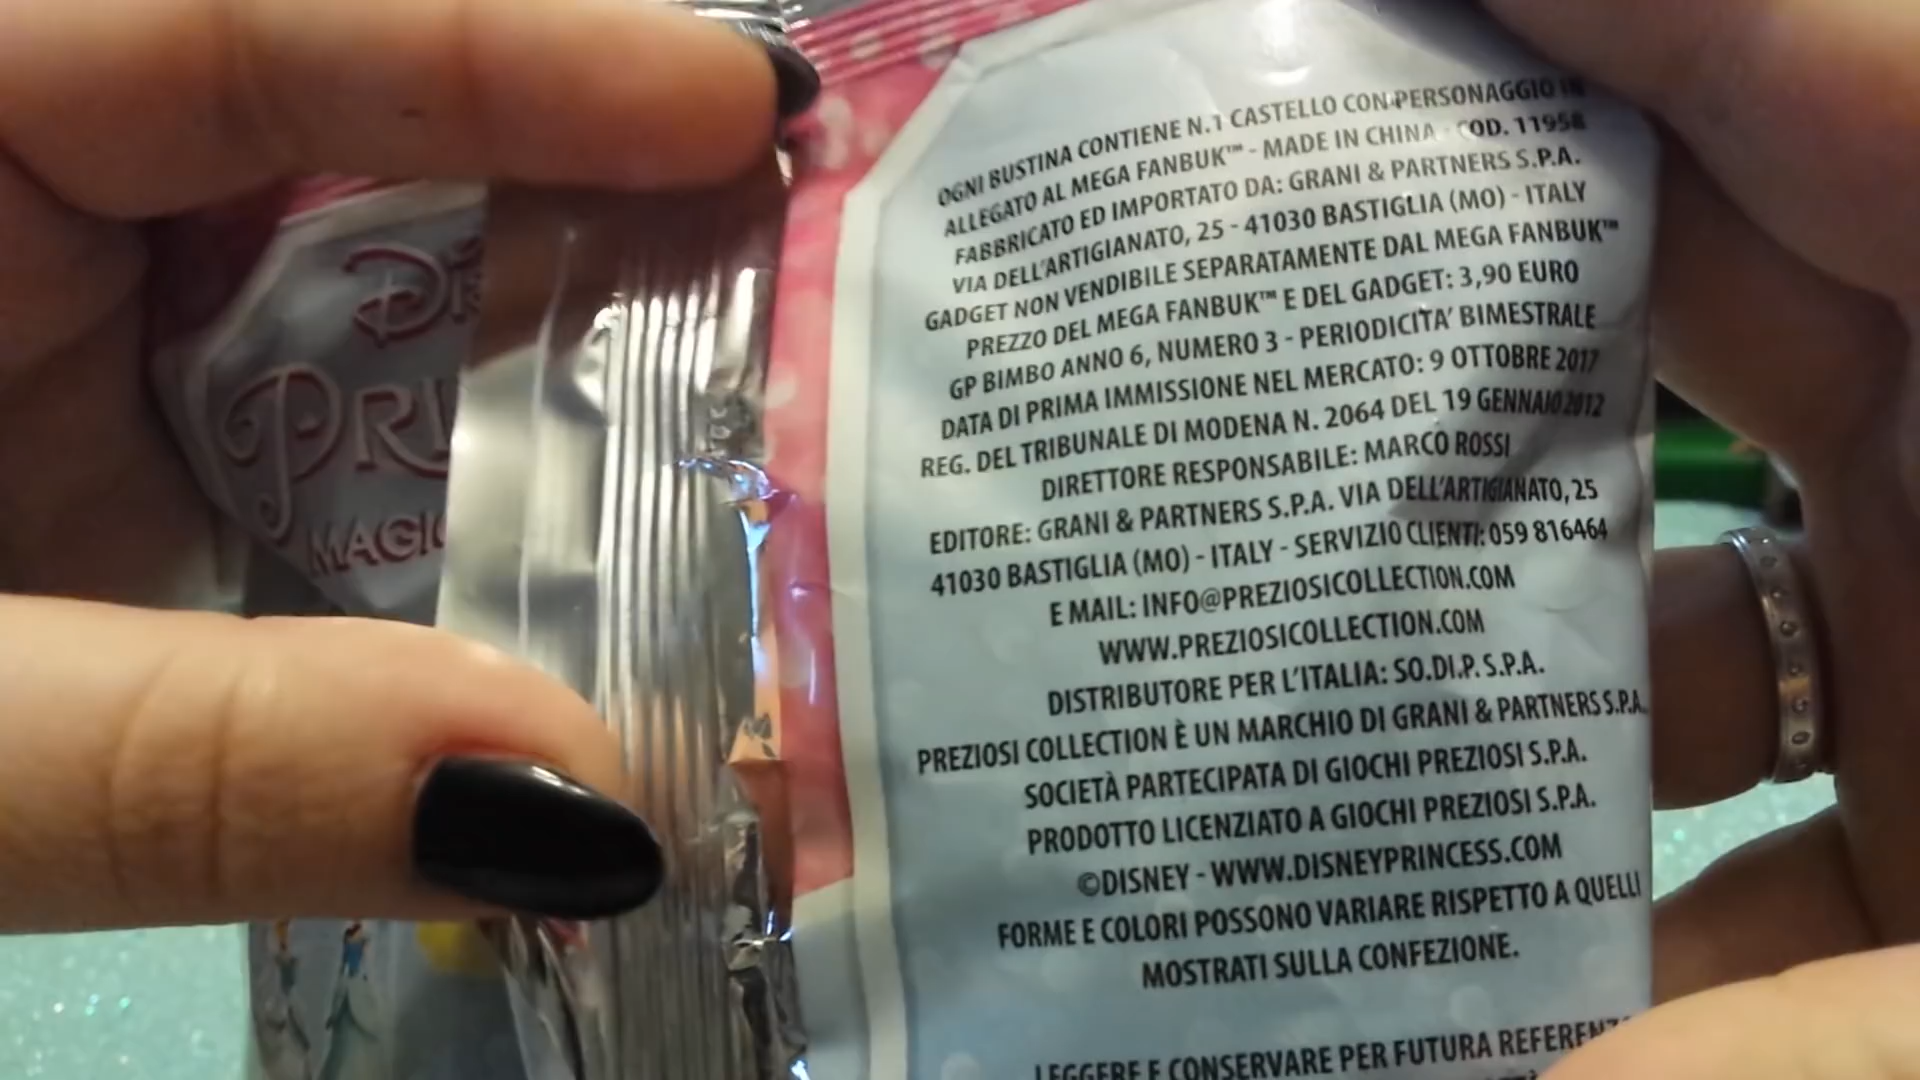 OGNI BUSTINA CONTIENE N.1 CASTELLO CON PERSONAGGIO IN
ALLEGATO AL MEGA FANBUK™ - MADE IN CHINA - COD. 11958
FABBRICATO ED IMPORTATO DA: GRANI & PARTNERS S.P.A.
VIA DELL'ARTIGIANATO, 25 - 41030 BASTIGLIA (MO) - ITALY
GADGET NON VENDIBILE SEPARATAMENTE DAL MEGA FANBUK™
PREZZO DEL MEGA FANBUK™ E DEL GADGET: 3,90 EURO
GP BIMBO ANNO 6, NUMERO 3 - PERIODICITA' BIMESTRALE
DATA DI PRIMA IMMISSIONE NEL MERCATO: 9 OTTOBRE 2017
REG. DEL TRIBUNALE DI MODENA N. 2064 DEL 19 GENNAIO 2012
DIRETTORE RESPONSABILE: MARCO ROSSI
EDITORE: GRANI & PARTNERS S.P.A. VIA DELL'ARTIGIANATO, 25
41030 BASTIGLIA (MO) - ITALY - SERVIZIO CLIENTI: 059 816464
E MAIL: INFO@PREZIOSICOLLECTION.COM
WWW.PREZIOSICOLLECTION.COM
DISTRIBUTORE PER L'ITALIA: SO.DI.P. S.P.A.
PREZIOSI COLLECTION È UN MARCHIO DI GRANI & PARTNERS S.P.A.
SOCIETÀ PARTECIPATA DI GIOCHI PREZIOSI S.P.A.
PRODOTTO LICENZIATO A GIOCHI PREZIOSI S.P.A.
©DISNEY - WWW.DISNEYPRINCESS.COM
FORME E COLORI POSSONO VARIARE RISPETTO A QUELLI
MOSTRATI SULLA CONFEZIONE.
LEGGERE E CONSERVARE PER FUTURA